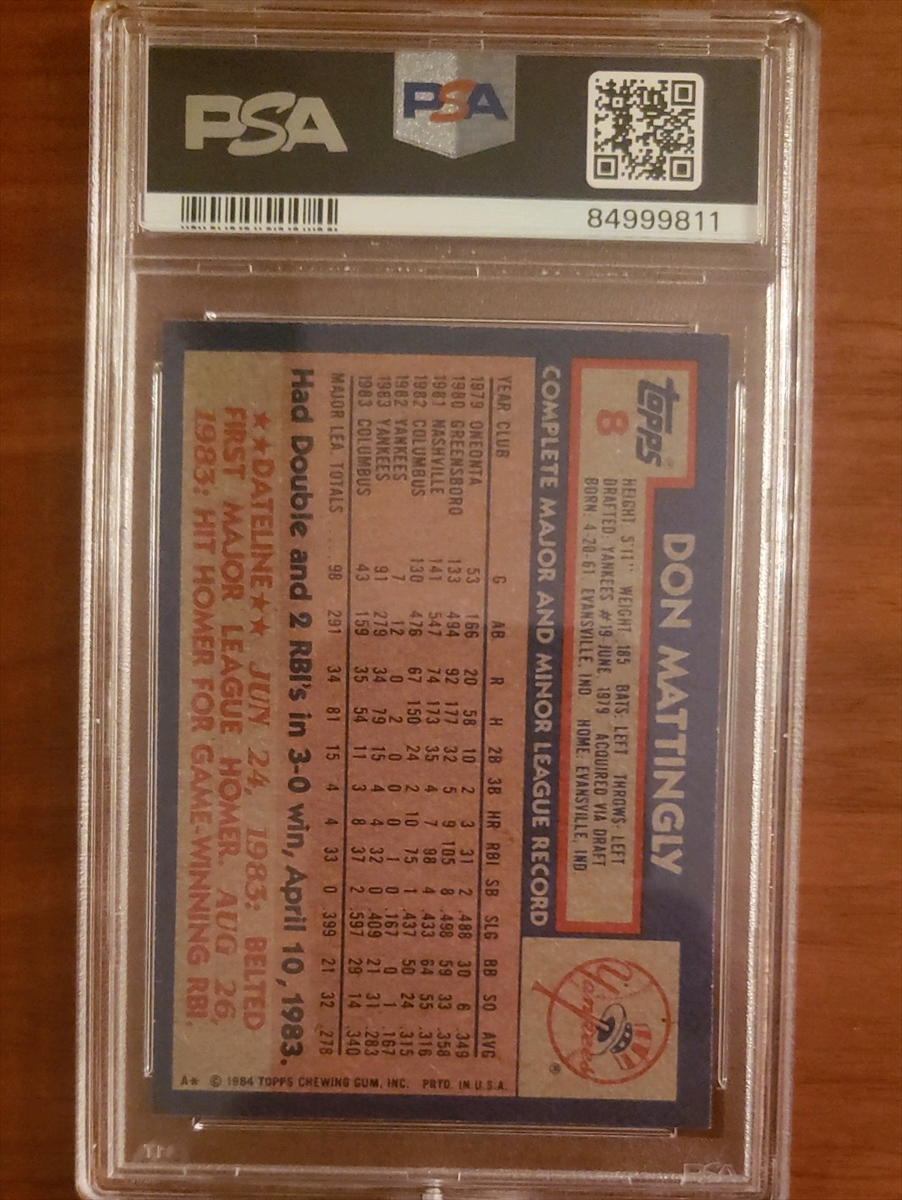 PSA
PSA
84999811
topps
8
DON MATTINGLY
HEIGHT: 5'11" WEIGHT: 185 BATS: LEFT THROWS: LEFT
DRAFTED: YANKEES #19-JUNE, 1979 ACQUIRED: VIA DRAFT
BORN: 4-20-61 EVANSVILLE, IND HOME: EVANSVILLE, IND
Yankees ®
COMPLETE MAJOR AND MINOR LEAGUE RECORD
YEAR CLUB G AB R H 2B 3B HR RBI SB SLG BB SO AVG
1979 ONEONTA 53 166 20 58 10 2 3 31 2 .488 30 6 .349
1980 GREENSBORO 133 494 92 177 32 5 9 105 8 .498 59 33 .358
1981 NASHVILLE 141 547 74 173 35 4 7 98 4 .433 64 55 .316
1982 COLUMBUS 130 476 67 150 24 2 10 75 1 .437 50 24 .315
1982 YANKEES 7 12 0 2 0 0 0 1 0 .167 0 1 .167
1983 YANKEES 91 279 34 79 15 4 4 32 0 .409 21 31 .283
1983 COLUMBUS 43 159 35 54 11 3 8 37 2 .597 29 14 .340
MAJOR LEA. TOTALS 98 291 34 81 15 4 4 33 0 .399 21 32 .278
Had Double and 2 RBI's in 3-0 win, April 10, 1983.
★★DATELINE★★ JUN 24, 1983: BELTED
FIRST MAJOR LEAGUE HOMER. AUG 26,
1983: HIT HOMER FOR GAME-WINNING RBI.
A* © 1984 TOPPS CHEWING GUM, INC. PRTD. IN U.S.A.
PSA